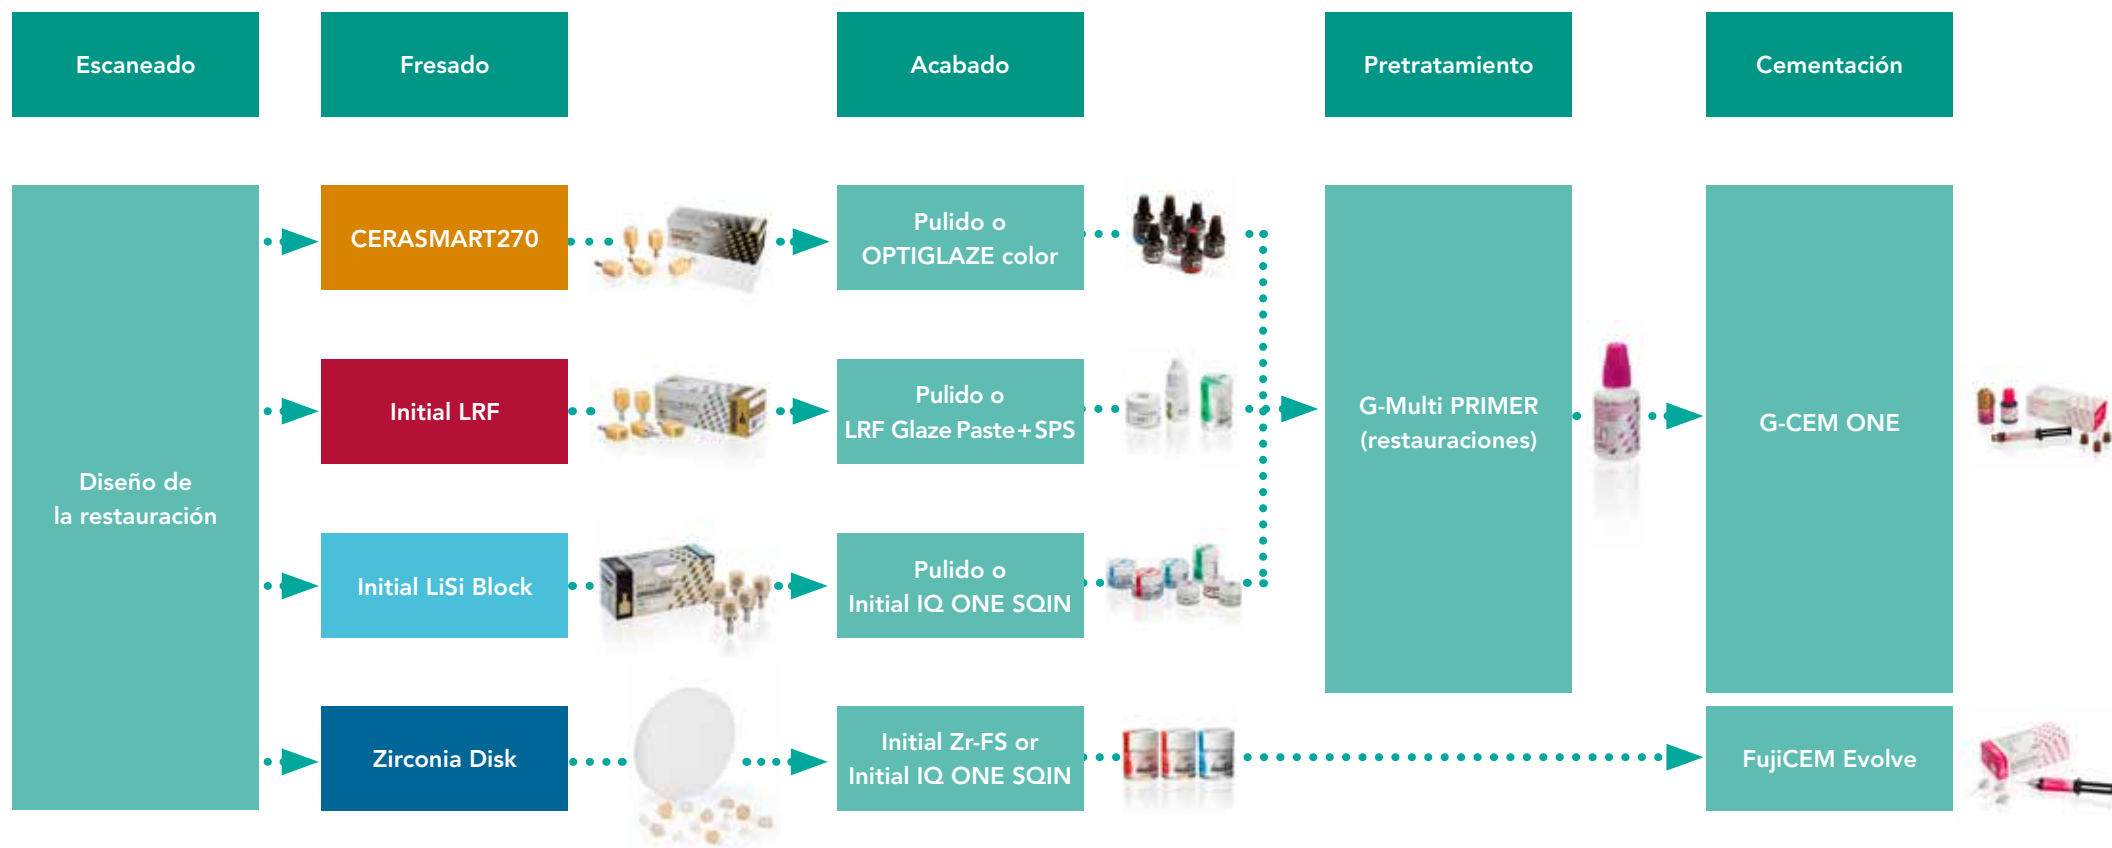 Escaneado
Fresado
Acabado
Pretratamiento
Cementación
Diseño de
la restauración
CERASMART270
Pulido o
OPTIGLAZE color
Initial LRF
Pulido o
LRF Glaze Paste+SPS
Initial LiSi Block
Pulido o
Initial IQ ONE SQIN
Zirconia Disk
Initial Zr-FS or
Initial IQ ONE SQIN
G-Multi PRIMER
(restauraciones)
G-CEM ONE
FujiCEM Evolve